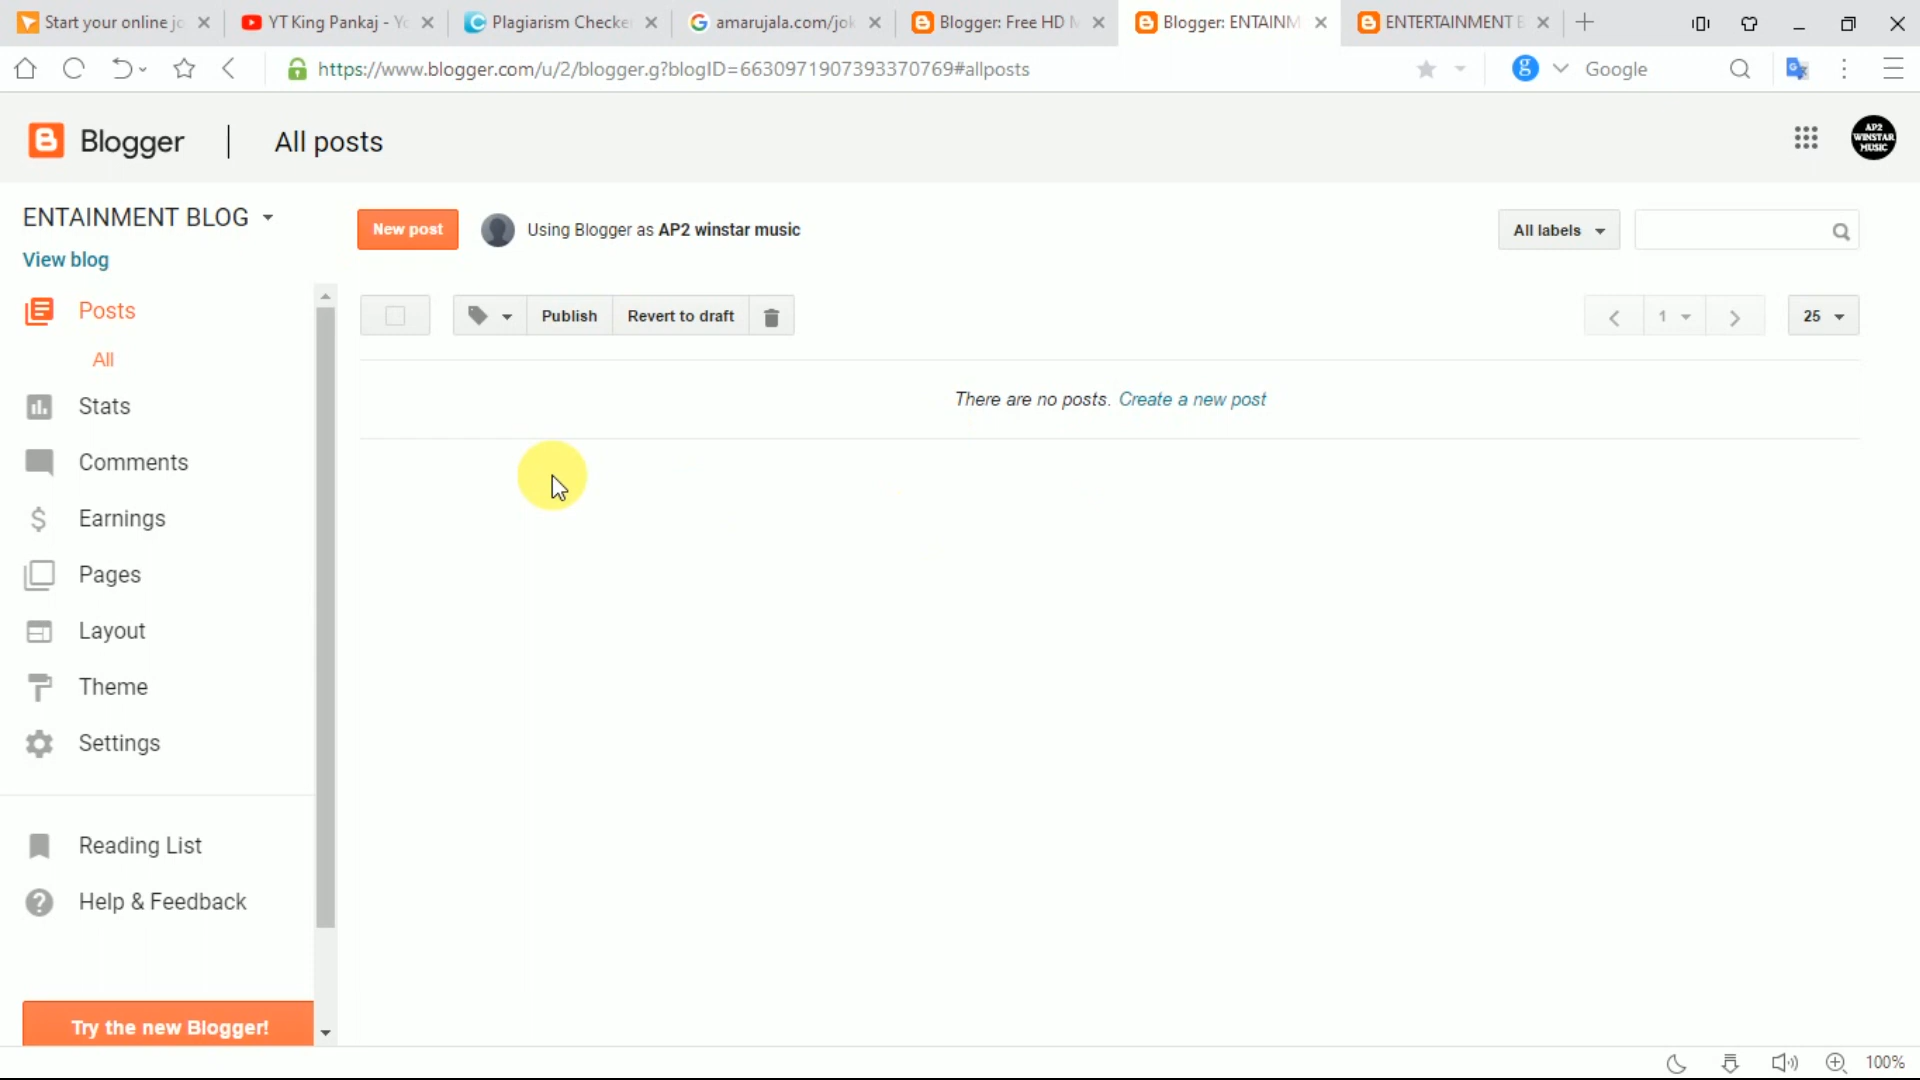 Start your online jo
YT King Pankaj - Yo
Plagiarism Checke
amarujala.com/jok
Blogger: Free HD M
Blogger: ENTAINM
ENTERTAINMENT B
https://www.blogger.com/u/2/blogger.g?blogID=6630971907393370769#allposts
g
Google
Blogger | All posts
AP2
WINSTAR
MUSIC
ENTAINMENT BLOG
View blog
New post
Using Blogger as AP2 winstar music
All labels
Posts
All
Stats
Comments
Earnings
Pages
Layout
Theme
Settings
Reading List
Help & Feedback
Try the new Blogger!
Publish
Revert to draft
1
25
There are no posts. Create a new post
100%